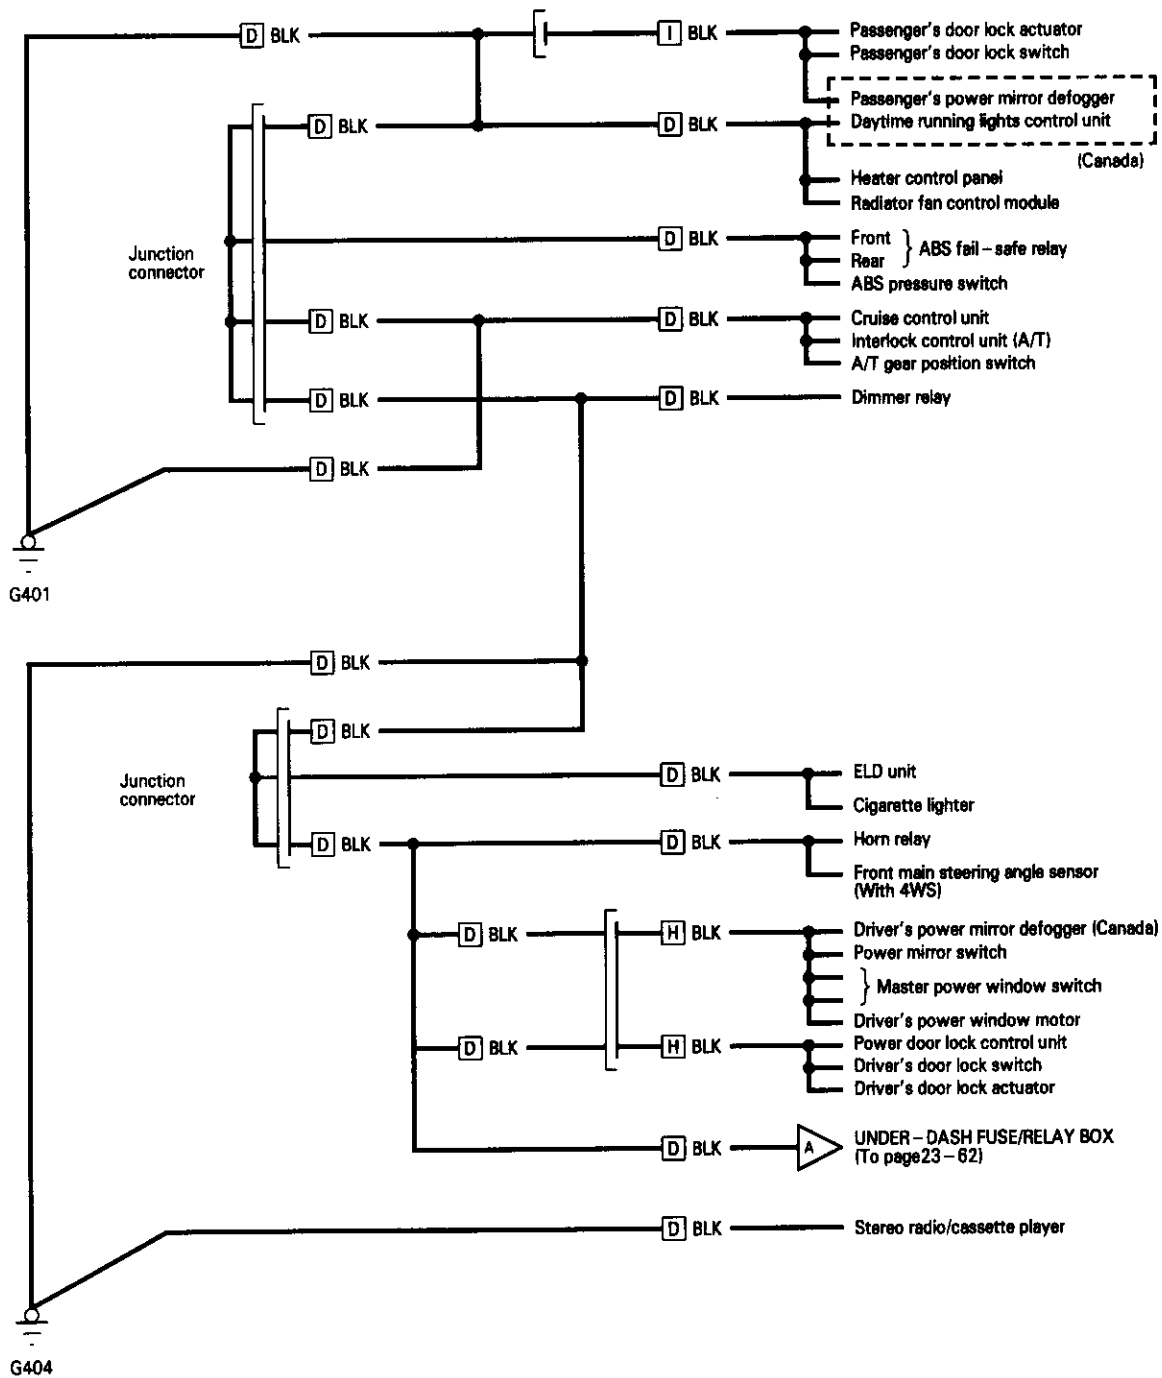 D BLK I BLK Passenger's door lock actuator
Passenger's door lock switch
Passenger's power mirror defogger
D BLK D BLK Daytime running lights control unit
(Canada)
Heater control panel
Radiator fan control module
Junction
connector
D BLK Front
Rear
ABS fail – safe relay
ABS pressure switch
D BLK D BLK Cruise control unit
Interlock control unit (A/T)
A/T gear position switch
D BLK D BLK Dimmer relay
D BLK
G401
D BLK
D BLK
Junction
connector
D BLK ELD unit
Cigarette lighter
D BLK D BLK Horn relay
Front main steering angle sensor
(With 4WS)
D BLK H BLK Driver's power mirror defogger (Canada)
Power mirror switch
Master power window switch
Driver's power window motor
D BLK H BLK Power door lock control unit
Driver's door lock switch
Driver's door lock actuator
D BLK A UNDER – DASH FUSE/RELAY BOX
(To page23 – 62)
D BLK Stereo radio/cassette player
G404